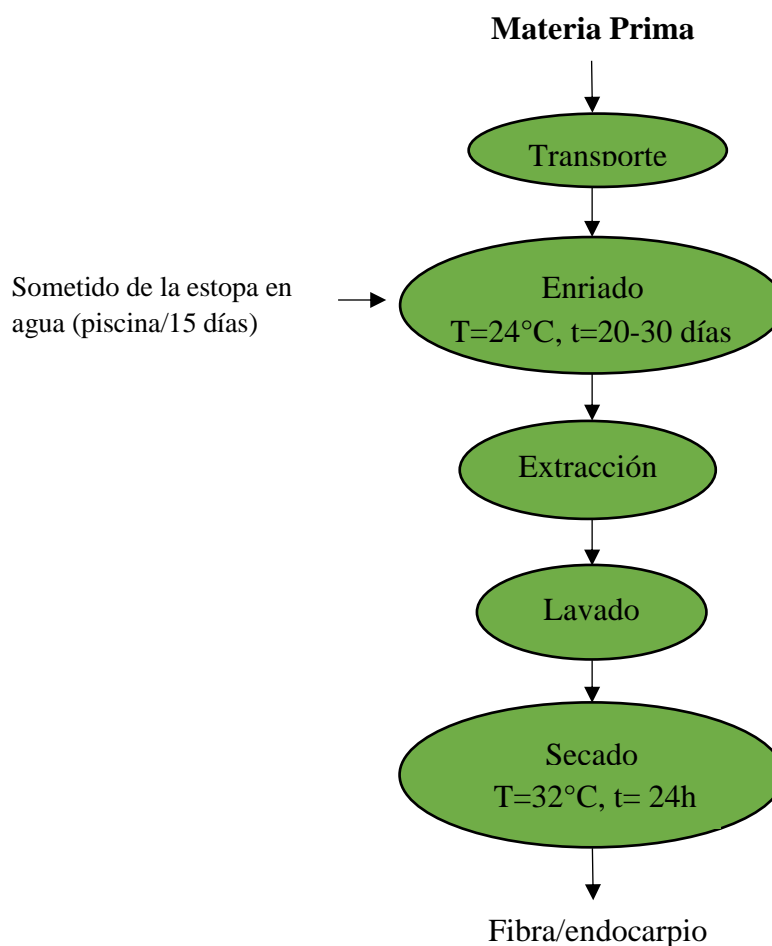 Materia Prima
Transporte
Sometido de la estopa en
agua (piscina/15 días)
Enriado
T=24°C, t=20-30 días
Extracción
Lavado
Secado
T=32°C, t= 24h
Fibra/endocarpio